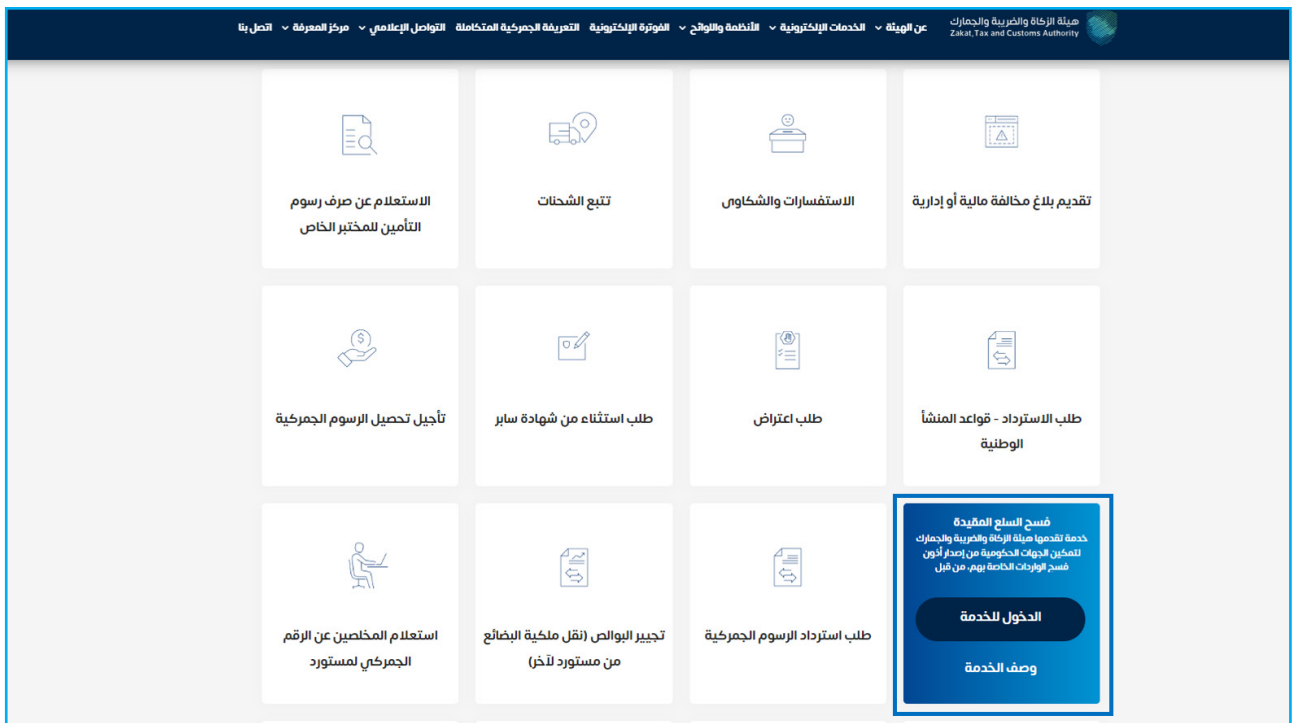 هيئة الزكاة والضريبة والجمارك
Zakat, Tax and Customs Authority
عن الهيئة
الخدمات الإلكترونية
الأنظمة واللوائح
الفوترة الإلكترونية
التعريفة الجمركية المتكاملة
التواصل الإعلامي
مركز المعرفة
اتصل بنا
تقديم بلاغ مخالفة مالية أو إدارية
الاستفسارات والشكاوى
تتبع الشحنات
الاستعلام عن صرف رسوم
التأمين للمختبر الخاص
طلب الاسترداد - قواعد المنشأ
الوطنية
طلب اعتراض
طلب استثناء من شهادة سابر
تأجيل تحصيل الرسوم الجمركية
فسح السلع المقيدة
خدمة تقدمها هيئة الزكاة والضريبة والجمارك
لتمكين الجهات الحكومية من إصدار أذون
فسح الواردات الخاصة بهم، من قبل
الدخول للخدمة
وصف الخدمة
طلب استرداد الرسوم الجمركية
تجيير البوالص (نقل ملكية البضائع
من مستورد لآخر)
استعلام المخلصين عن الرقم
الجمركي لمستورد